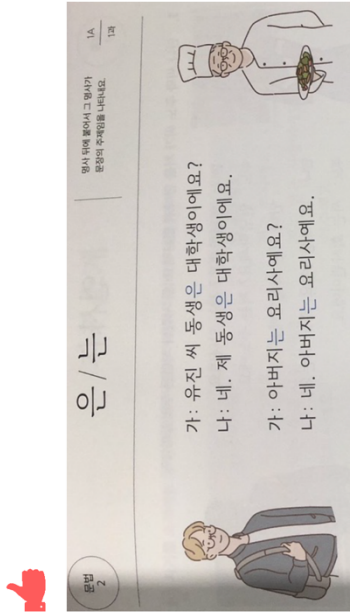 문법
2
은/는
명사 뒤에 붙어서 그 명사가
문장의 주제임을 나타내요.
1A
1과
가: 유진 씨 동생은 대학생이에요?
나: 네. 제 동생은 대학생이에요.
가: 아버지는 요리사예요?
나: 네. 아버지는 요리사예요.